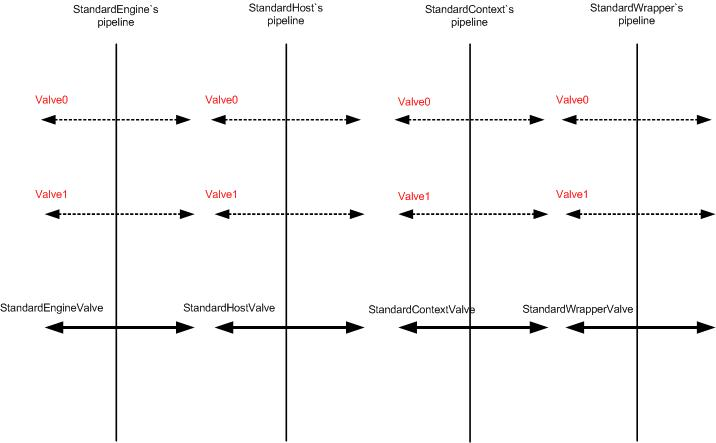 StandardEngine`s
pipeline
StandardHost`s
pipeline
StandardContext`s
pipeline
StandardWrapper`s
pipeline
Valve0
Valve0
Valve0
Valve0
Valve1
Valve1
Valve1
Valve1
StandardEngineValve
StandardHostValve
StandardContextValve
StandardWrapperValve